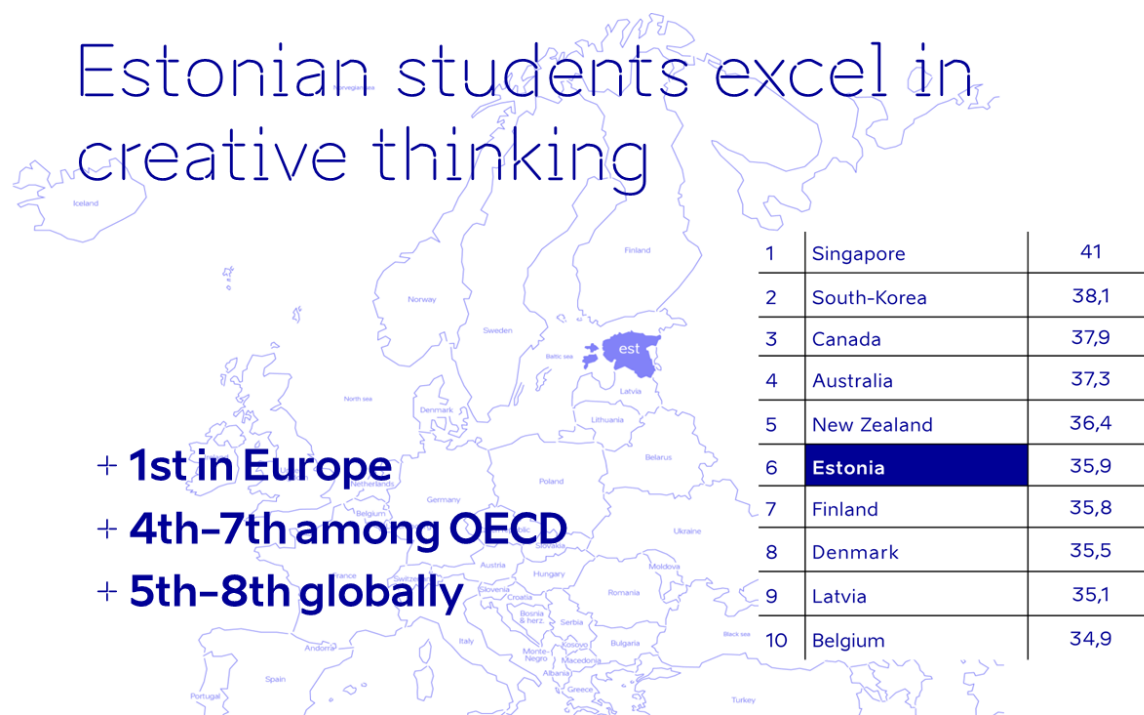 Estonian students excel in
creative thinking
Norwegian sea
Iceland
Finland
Norway
Sweden
est
Baltic sea
Latvia
North sea
Denmark
Lithuania
Belarus
+ 1st in Europe
Netherlands
Poland
Germany
Belgium
+ 4th-7th among OECD
Ukraine
Slovakia
Austria
Moldova
France
Hungary
+ 5th-8th globally
Slovenia
Croatia
Romania
Bosnia
& herz.
Serbia
Black sea
Italy
Kosovo
Bulgaria
Andorra
Monte-
Negro
Macedonia
Albania
Spain
Greece
Portugal
Turkey
1 Singapore 41
2 South-Korea 38,1
3 Canada 37,9
4 Australia 37,3
5 New Zealand 36,4
6 Estonia 35,9
7 Finland 35,8
8 Denmark 35,5
9 Latvia 35,1
10 Belgium 34,9